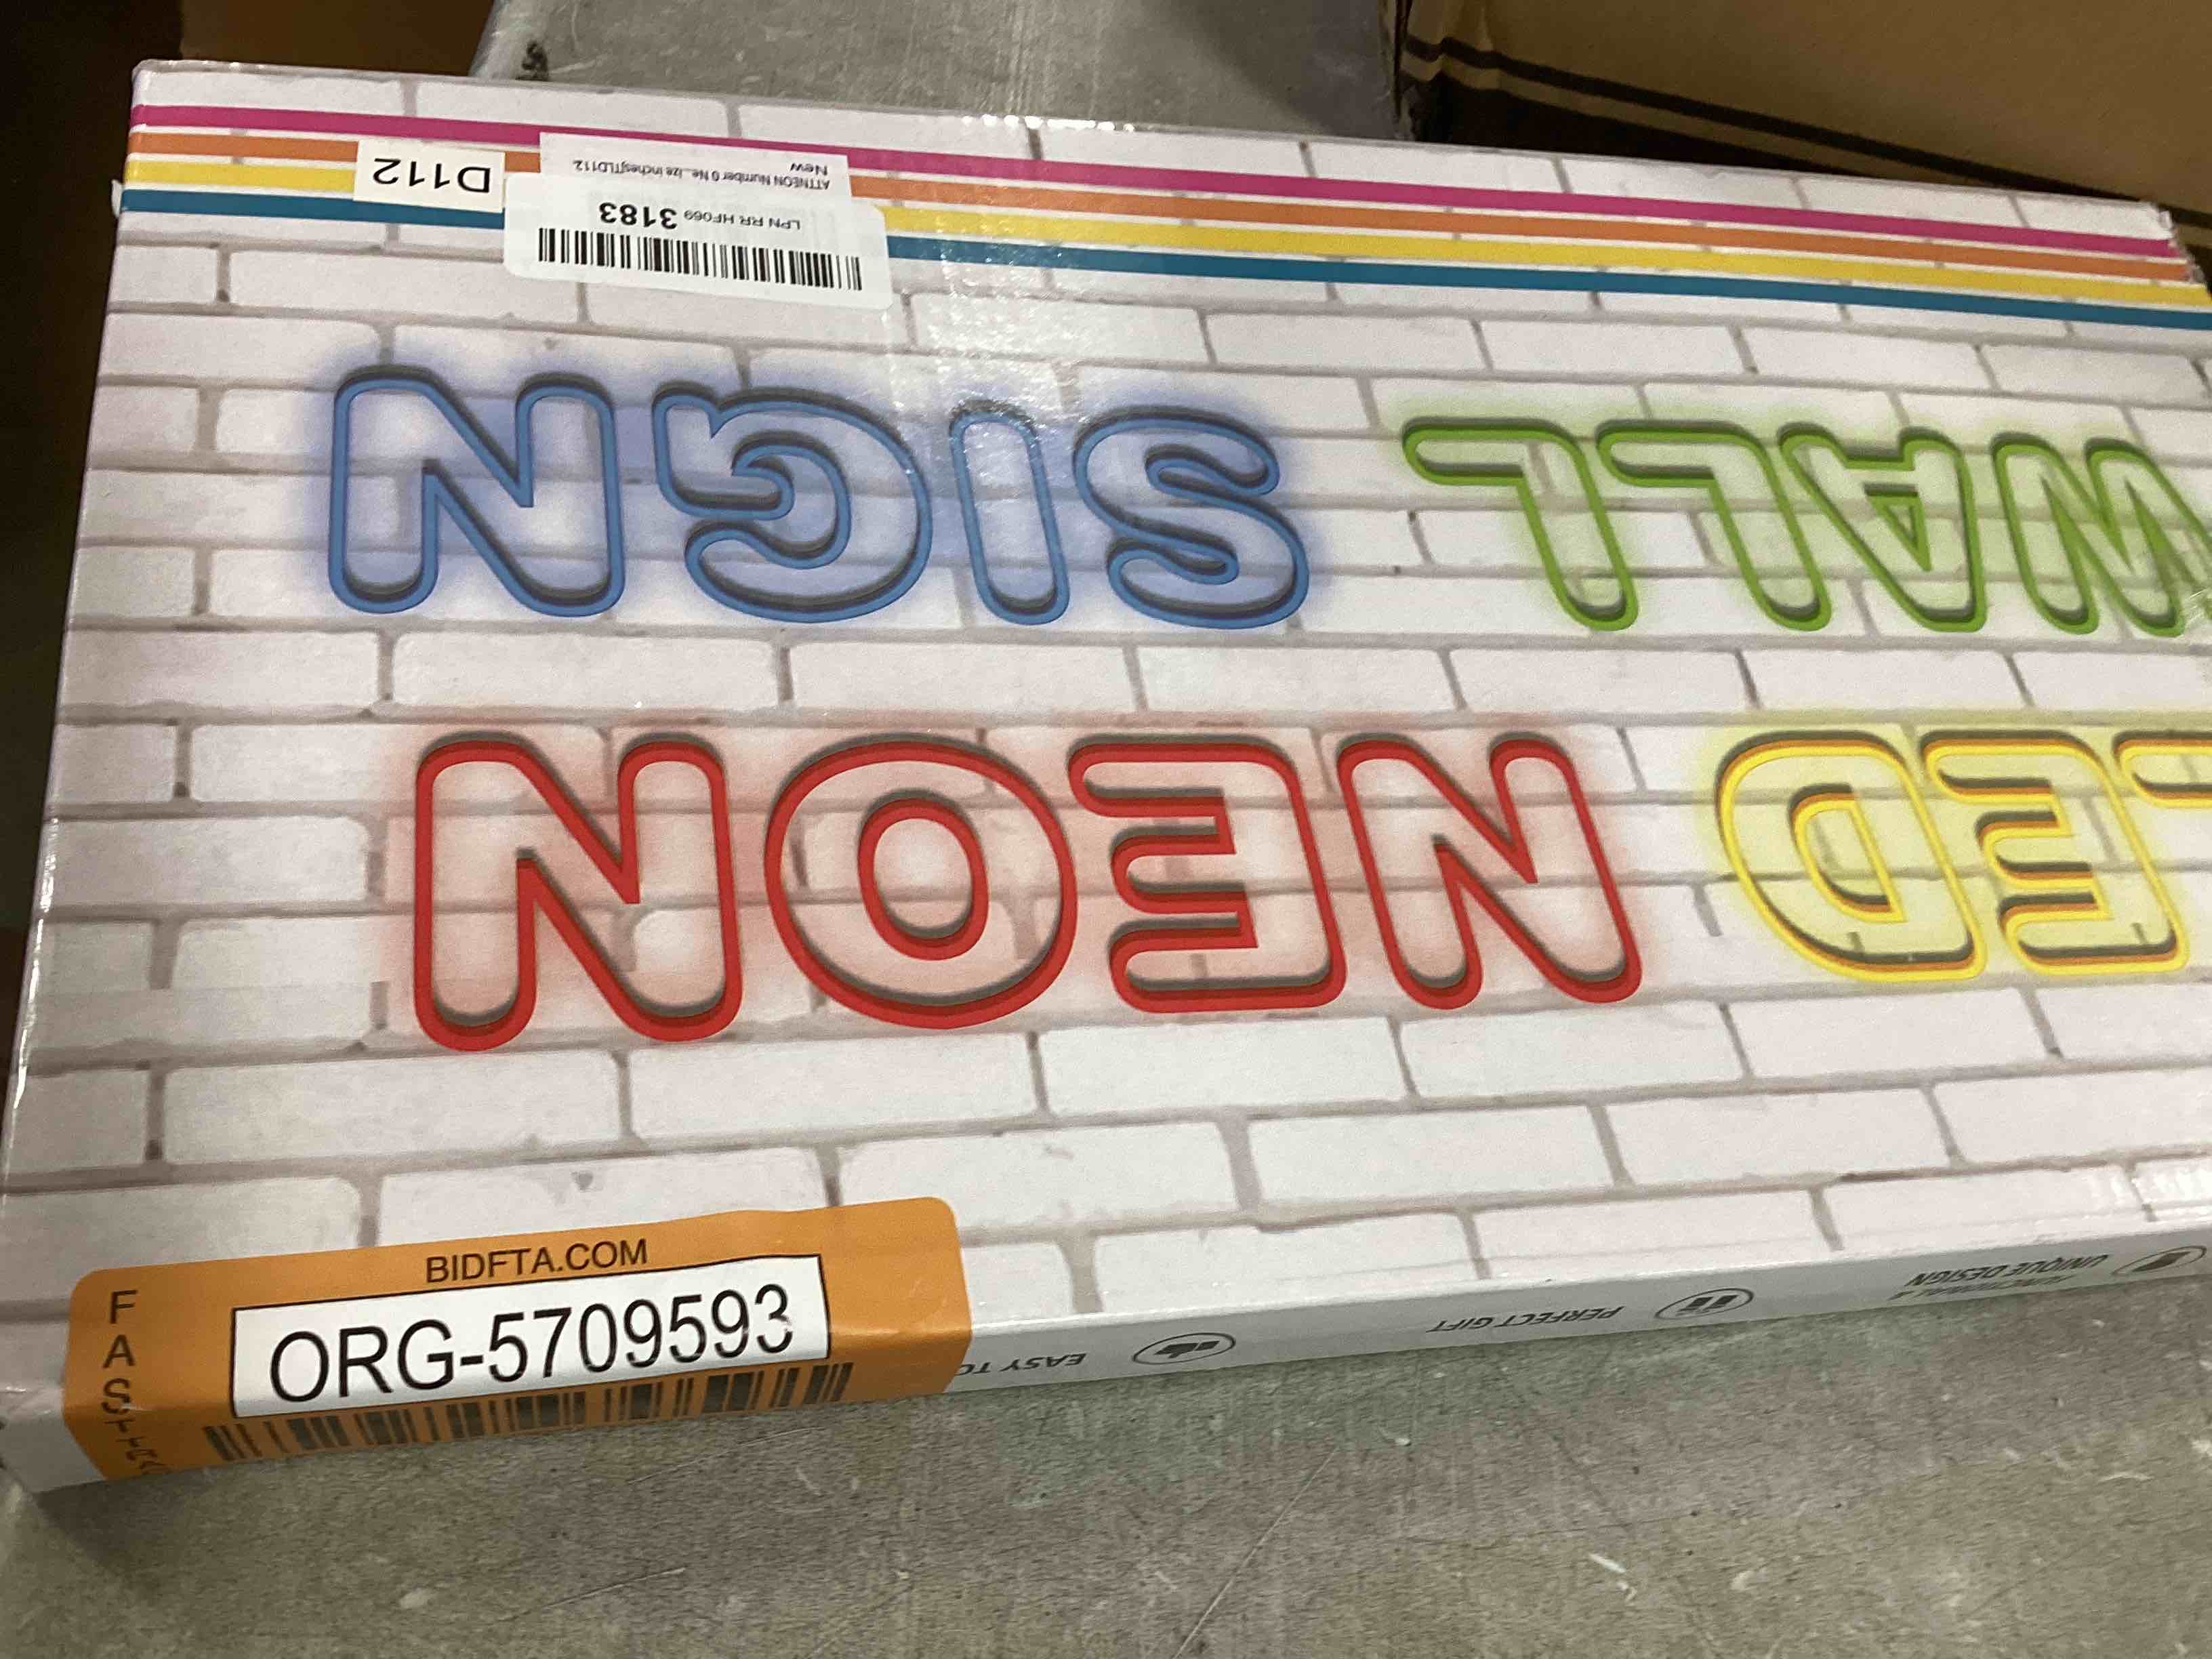 LED NEON
WALL SIGN
D112
ATTNEON Number 0 Ne...ize inches]TLD112.
New
LPN RR HF069 3183
BIDFTA.COM
ORG-5709593
UNIQUE DESIGN
PERFECT GIFT
EASY TO